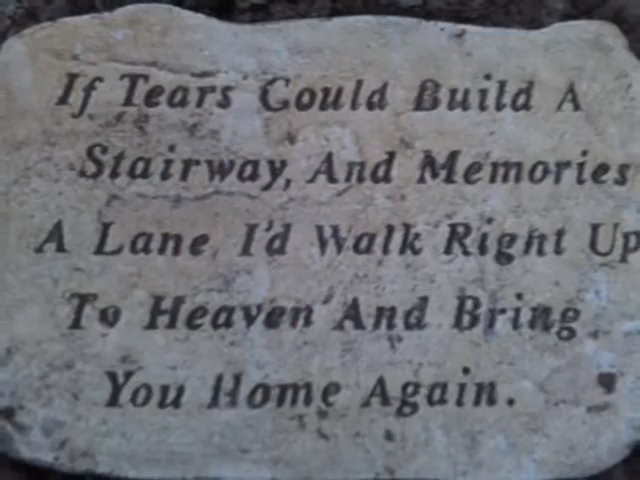 If Tears Could Build A
Stairway, And Memories
A Lane, I'd Walk Right Up
To Heaven And Bring
You Home Again.